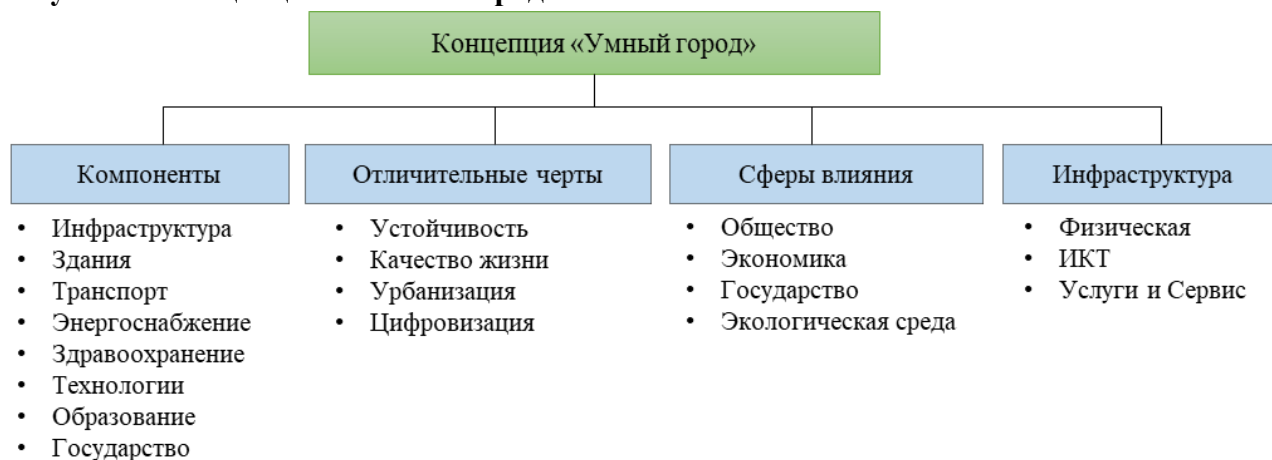 Концепция «Умный город»
Компоненты
Инфраструктура
Здания
Транспорт
Энергоснабжение
Здравоохранение
Технологии
Образование
Государство
Отличительные черты
Устойчивость
Качество жизни
Урбанизация
Цифровизация
Сферы влияния
Общество
Экономика
Государство
Экологическая среда
Инфраструктура
Физическая
ИКТ
Услуги и Сервис